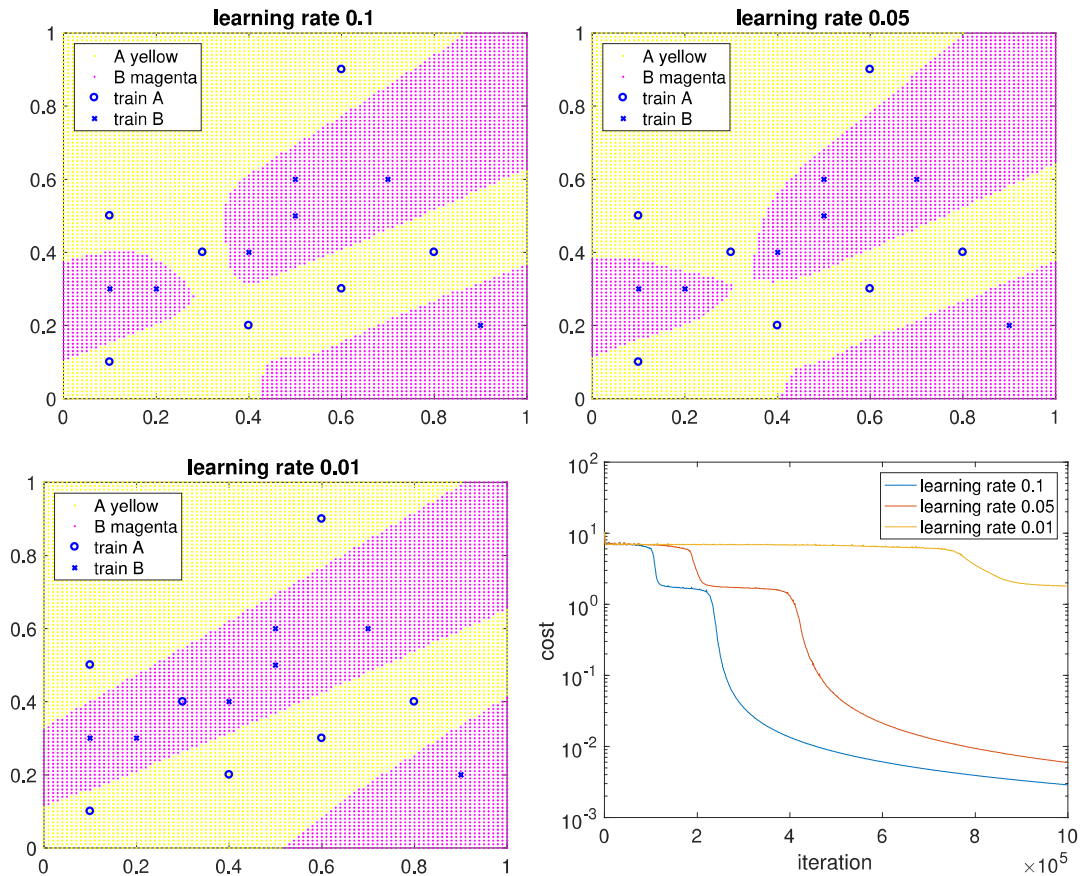 learning rate 0.1
A yellow
B magenta
train A
train B
1
0.8
0.6
0.4
0.2
0
0 0.2 0.4 0.6 0.8 1
learning rate 0.05
A yellow
B magenta
train A
train B
1
0.8
0.6
0.4
0.2
0
0 0.2 0.4 0.6 0.8 1
learning rate 0.01
A yellow
B magenta
train A
train B
1
0.8
0.6
0.4
0.2
0
0 0.2 0.4 0.6 0.8 1
learning rate 0.1
learning rate 0.05
learning rate 0.01
cost
10^2
10^1
10^0
10^-1
10^-2
10^-3
0 2 4 6 8 10
iteration
×10^5